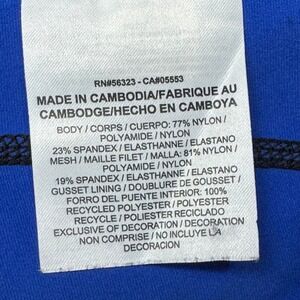 RN#56323 - CA#05553
MADE IN CAMBODIA/FABRIQUE AU
CAMBODGE/HECHO EN CAMBOYA
BODY / CORPS / CUERPO: 77% NYLON /
POLYAMIDE / NYLON
23% SPANDEX / ELASTHANNE / ELASTANO
MESH / MAILLE FILET / MALLA: 81% NYLON /
POLYAMIDE / NYLON
19% SPANDEX / ELASTHANNE / ELASTANO
GUSSET LINING / DOUBLURE DE GOUSSET /
FORRO DEL PUENTE INTERIOR: 100%
RECYCLED POLYESTER / POLYESTER
RECYCLE / POLIESTER RECICLADO
EXCLUSIVE OF DECORATION / DECORATION
NON COMPRISE / NO INCLUYE LA
DECORACION